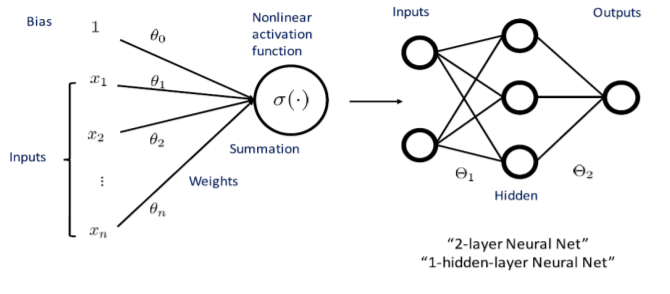 Bias
1
θ0
Nonlinear
activation
function
x1
θ1
Inputs
x2
θ2
⋮
xn
θn
σ(·)
Summation
Weights
Inputs
Outputs
Θ1
Θ2
Hidden
“2-layer Neural Net”
“1-hidden-layer Neural Net”